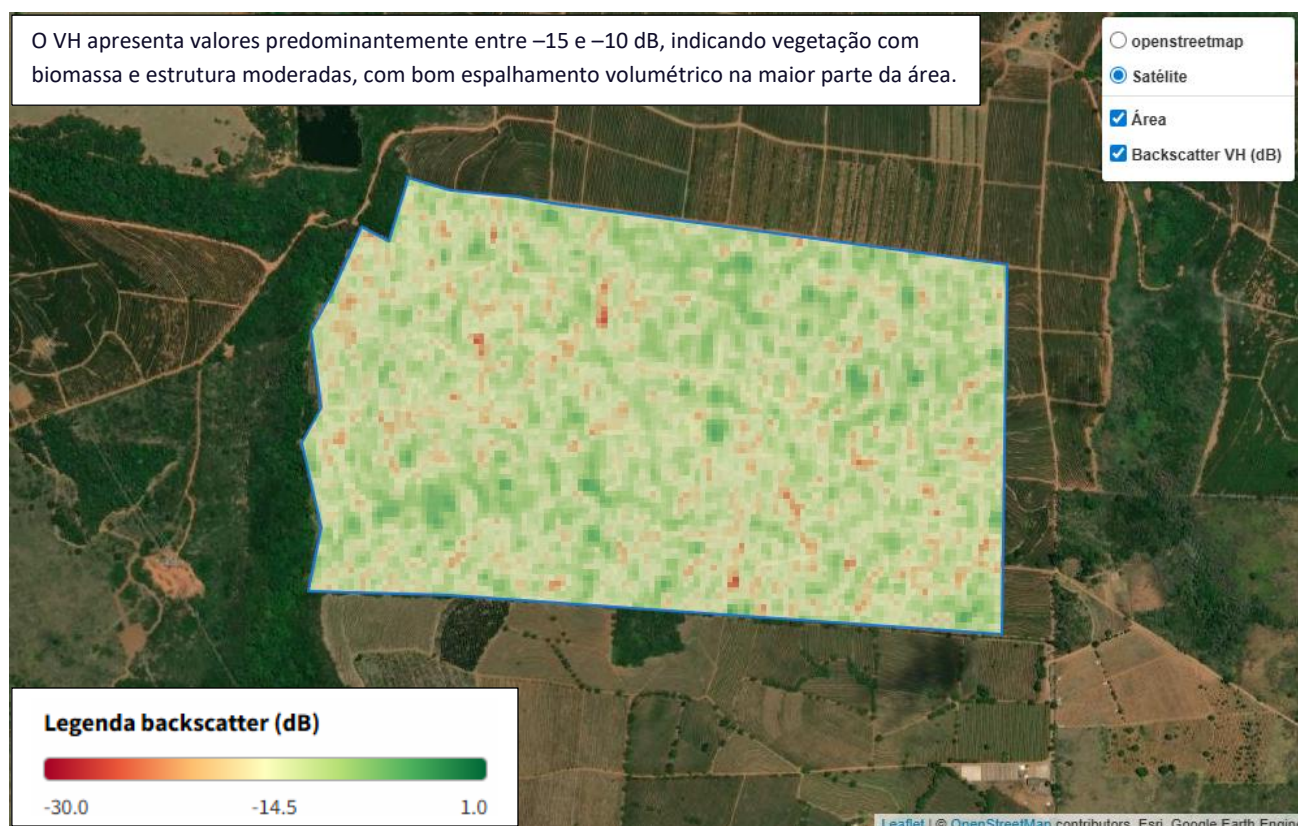 O VH apresenta valores predominantemente entre –15 e –10 dB, indicando vegetação com
biomassa e estrutura moderadas, com bom espalhamento volumétrico na maior parte da área.
openstreetmap
Satélite
Área
Backscatter VH (dB)
Legenda backscatter (dB)
-30.0 -14.5 1.0
Leaflet | © OpenStreetMap contributors, Esri, Google Earth Engine